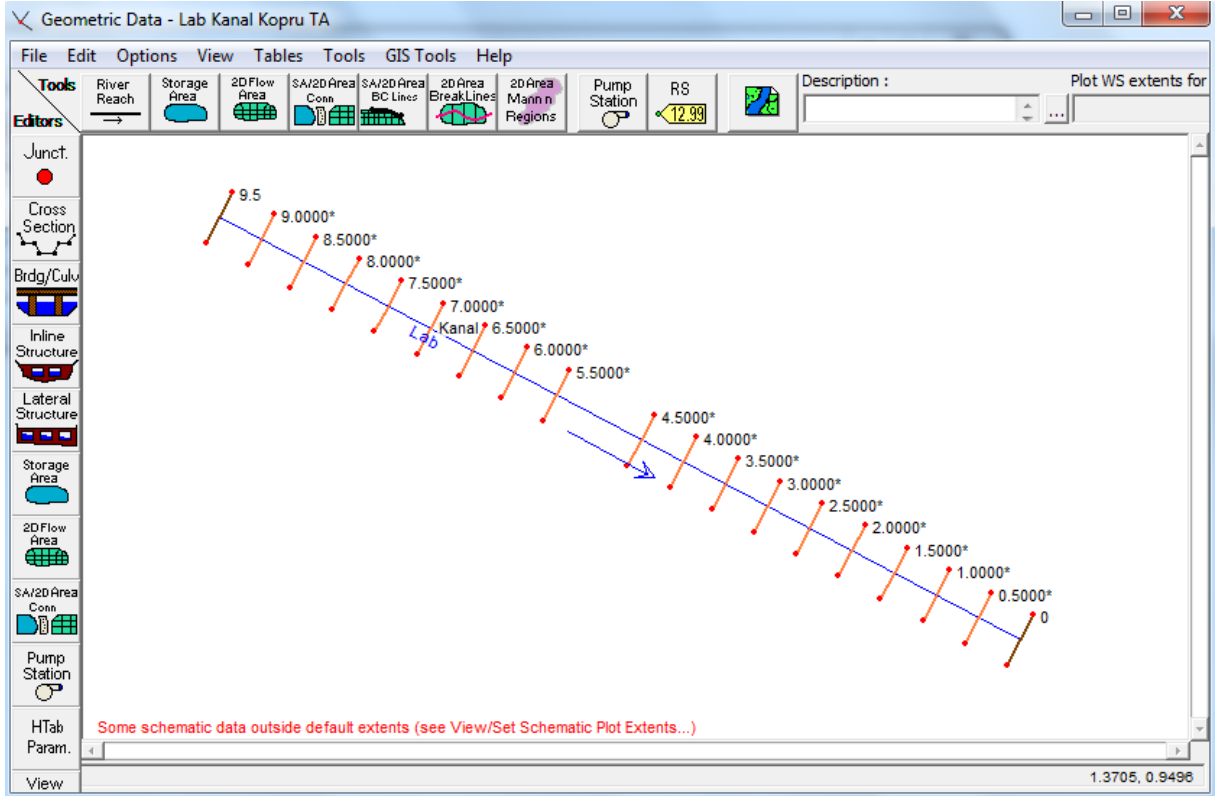 Geometric Data - Lab Kanal Kopru TA
File Edit Options View Tables Tools GIS Tools Help
Tools
Editors
River
Reach
Storage
Area
2D Flow
Area
SA/2D Area
Conn
SA/2D Area
BC Lines
2D Area
BreakLines
2D Area
Mann n
Regions
Pump
Station
RS
12.99
Description :
...
Plot WS extents for
Junct.
Cross
Section
Brdg/Culv
Inline
Structure
Lateral
Structure
Storage
Area
2D Flow
Area
SA/2D Area
Conn
Pump
Station
HTab
Param.
View
9.5
9.0000*
8.5000*
8.0000*
7.5000*
7.0000*
Lab
Kanal
6.5000*
6.0000*
5.5000*
4.5000*
4.0000*
3.5000*
3.0000*
2.5000*
2.0000*
1.5000*
1.0000*
0.5000*
0
Some schematic data outside default extents (see View/Set Schematic Plot Extents...)
1.3705, 0.9496